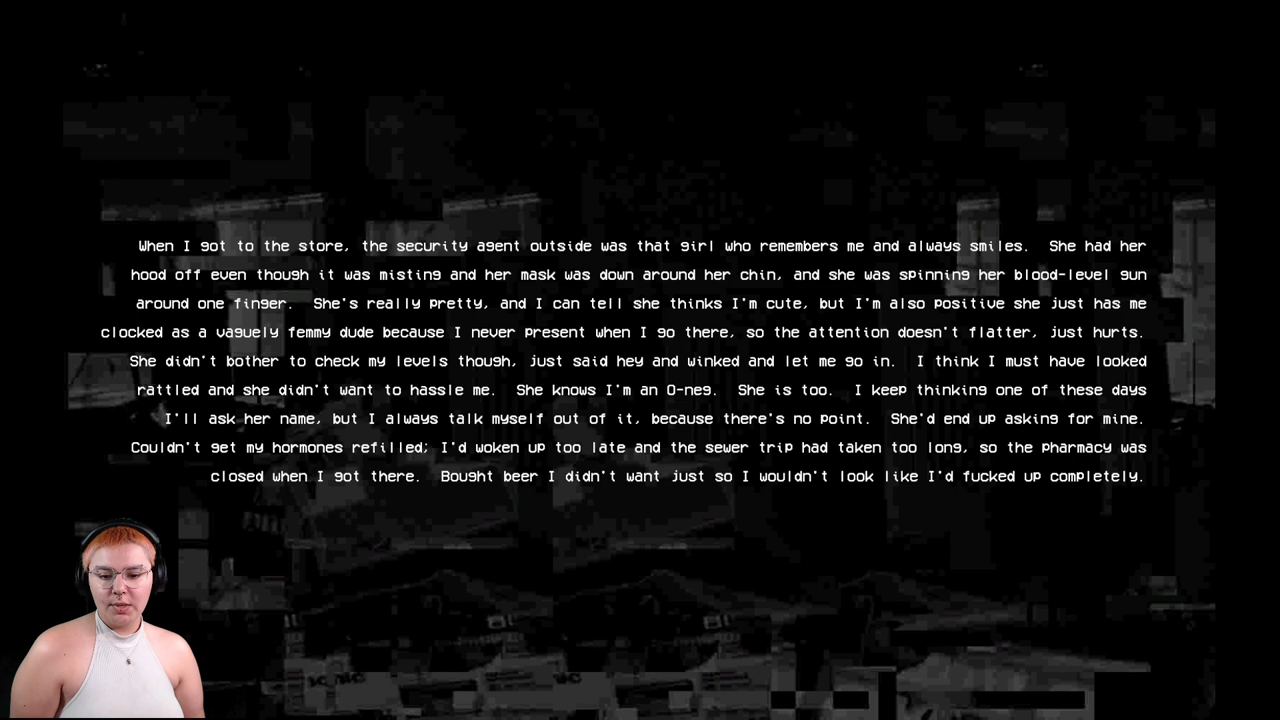 When I got to the store, the security agent outside was that girl who remembers me and always smiles.  She had her
hood off even though it was misting and her mask was down around her chin, and she was spinning her blood-level gun
around one finger.  She's really pretty, and I can tell she thinks I'm cute, but I'm also positive she just has me
clocked as a vaguely femmy dude because I never present when I go there, so the attention doesn't flatter, just hurts.
She didn't bother to check my levels though, just said hey and winked and let me go in.  I think I must have looked
rattled and she didn't want to hassle me.  She knows I'm an O-neg.  She is too.  I keep thinking one of these days
I'll ask her name, but I always talk myself out of it, because there's no point.  She'd end up asking for mine.
Couldn't get my hormones refilled; I'd woken up too late and the sewer trip had taken too long, so the pharmacy was
closed when I got there.  Bought beer I didn't want just so I wouldn't look like I'd fucked up completely.